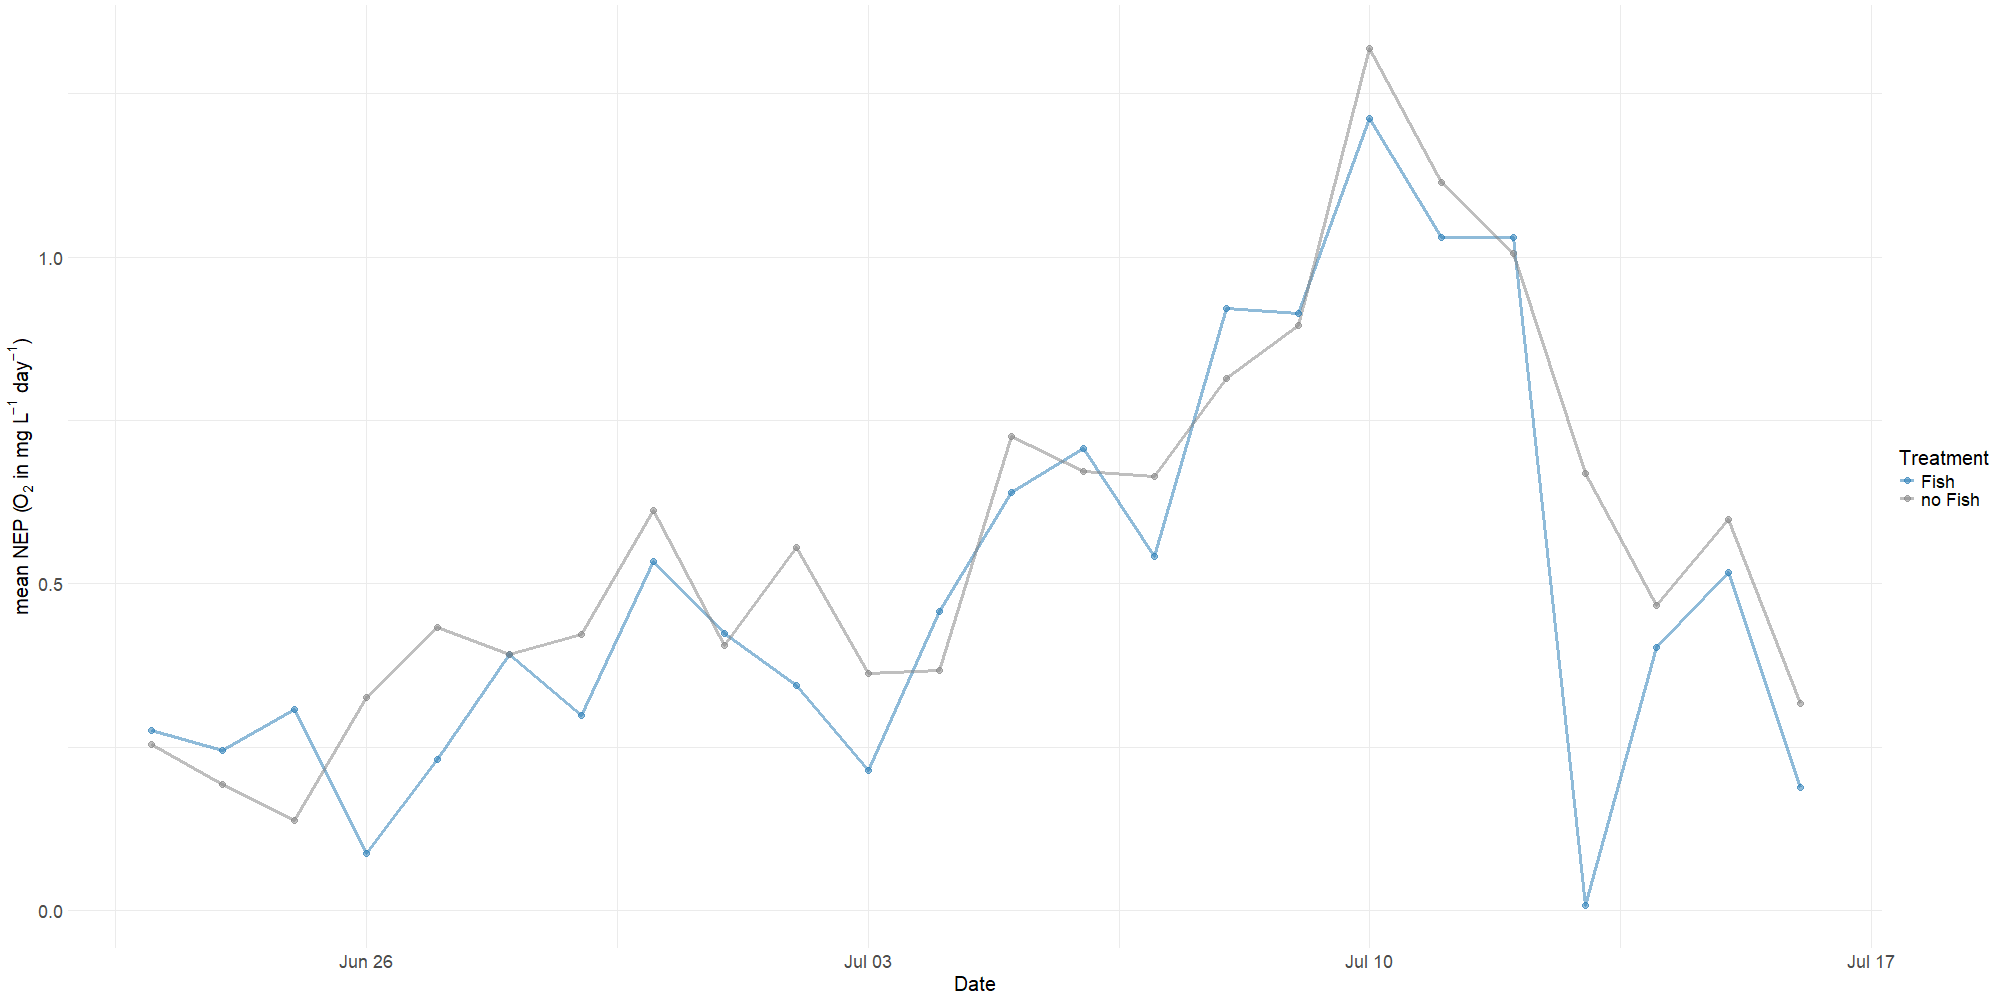 mean NEP (O₂ in mg L⁻¹ day⁻¹)
1.0
0.5
0.0
Jun 26
Jul 03
Jul 10
Jul 17
Date
Treatment
Fish
no Fish